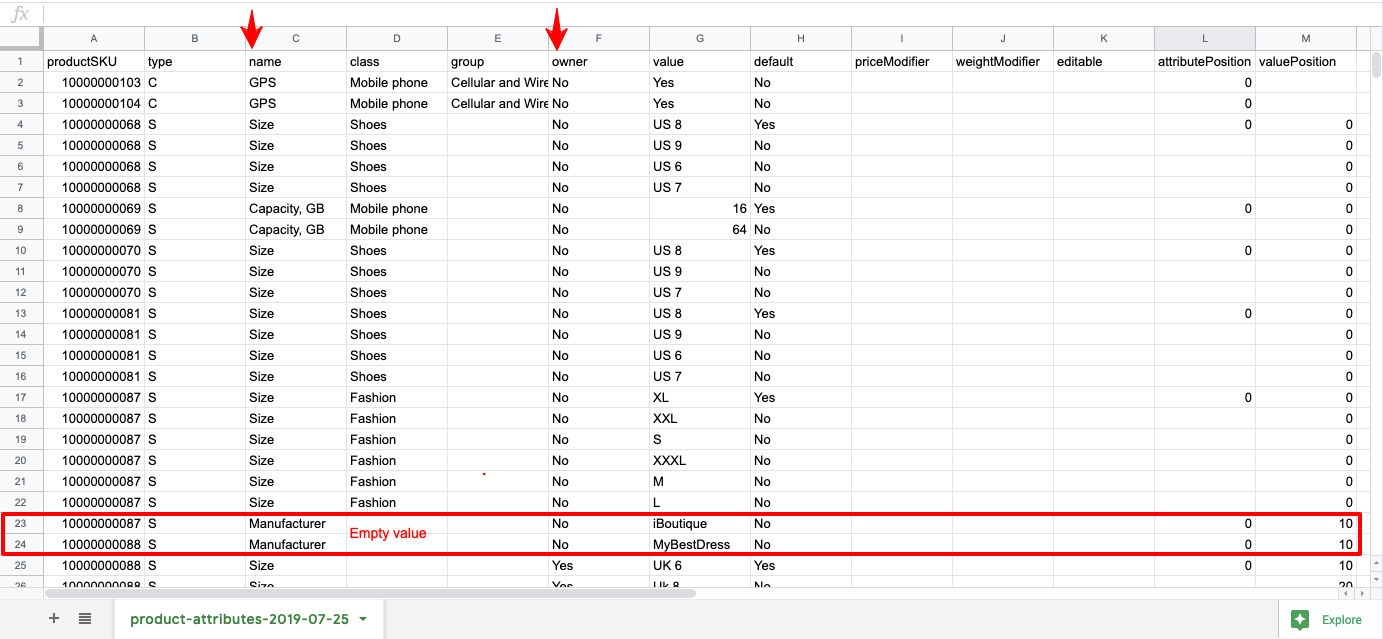 fx
A B C D E F G H I J K L M
1 productSKU type name class group owner value default priceModifier weightModifier editable attributePosition valuePosition
2 10000000103 C GPS Mobile phone Cellular and Wire No Yes No 0
3 10000000104 C GPS Mobile phone Cellular and Wire No Yes No 0
4 10000000068 S Size Shoes No US 8 Yes 0 0
5 10000000068 S Size Shoes No US 9 No 0
6 10000000068 S Size Shoes No US 6 No 0
7 10000000068 S Size Shoes No US 7 No 0
8 10000000069 S Capacity, GB Mobile phone No 16 Yes 0 0
9 10000000069 S Capacity, GB Mobile phone No 64 No 0
10 10000000070 S Size Shoes No US 8 Yes 0 0
11 10000000070 S Size Shoes No US 9 No 0
12 10000000070 S Size Shoes No US 7 No 0
13 10000000081 S Size Shoes No US 8 Yes 0 0
14 10000000081 S Size Shoes No US 9 No 0
15 10000000081 S Size Shoes No US 6 No 0
16 10000000081 S Size Shoes No US 7 No 0
17 10000000087 S Size Fashion No XL Yes 0 0
18 10000000087 S Size Fashion No XXL No 0
19 10000000087 S Size Fashion No S No 0
20 10000000087 S Size Fashion No XXXL No 0
21 10000000087 S Size Fashion No M No 0
22 10000000087 S Size Fashion No L No 0
23 10000000087 S Manufacturer No iBoutique No 0 10
Empty value
24 10000000088 S Manufacturer No MyBestDress No 0 10
25 10000000088 S Size Yes UK 6 Yes 0 10
26 10000000088 S Size Yes Uk 8 No 20
product-attributes-2019-07-25
Explore